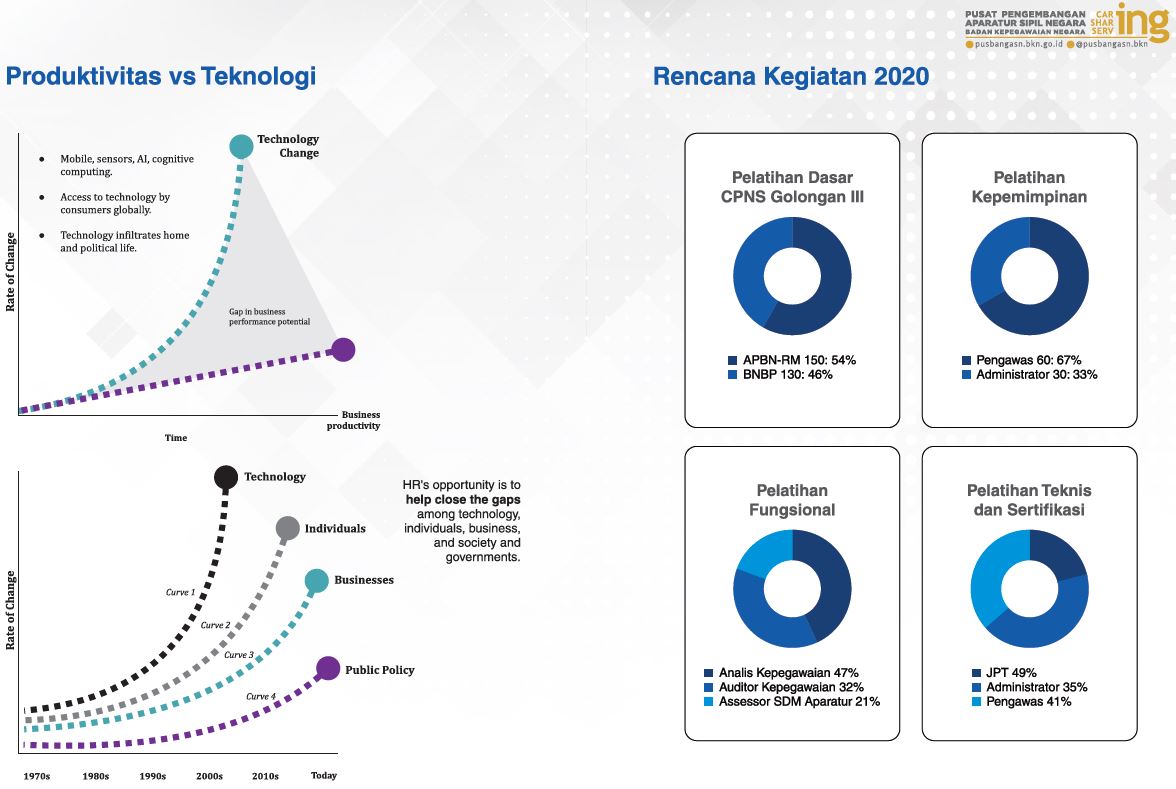 PUSAT PENGEMBANGAN
APARATUR SIPIL NEGARA
BADAN KEPEGAWAIAN NEGARA
CAR
SHAR
SERV
ing
pusbangasn.bkn.go.id @pusbangasn.bkn
Produktivitas vs Teknologi
Technology
Change
• Mobile, sensors, AI, cognitive
computing.
• Access to technology by
consumers globally.
• Technology infiltrates home
and political life.
Rate of Change
Gap in business
performance potential
Business
productivity
Time
Technology
Individuals
Businesses
Public Policy
Curve 1
Curve 2
Curve 3
Curve 4
Rate of Change
1970s 1980s 1990s 2000s 2010s Today
HR's opportunity is to
help close the gaps
among technology,
individuals, business,
and society and
governments.
Rencana Kegiatan 2020
Pelatihan Dasar
CPNS Golongan III
APBN-RM 150: 54%
BNBP 130: 46%
Pelatihan
Kepemimpinan
Pengawas 60: 67%
Administrator 30: 33%
Pelatihan
Fungsional
Analis Kepegawaian 47%
Auditor Kepegawaian 32%
Assessor SDM Aparatur 21%
Pelatihan Teknis
dan Sertifikasi
JPT 49%
Administrator 35%
Pengawas 41%